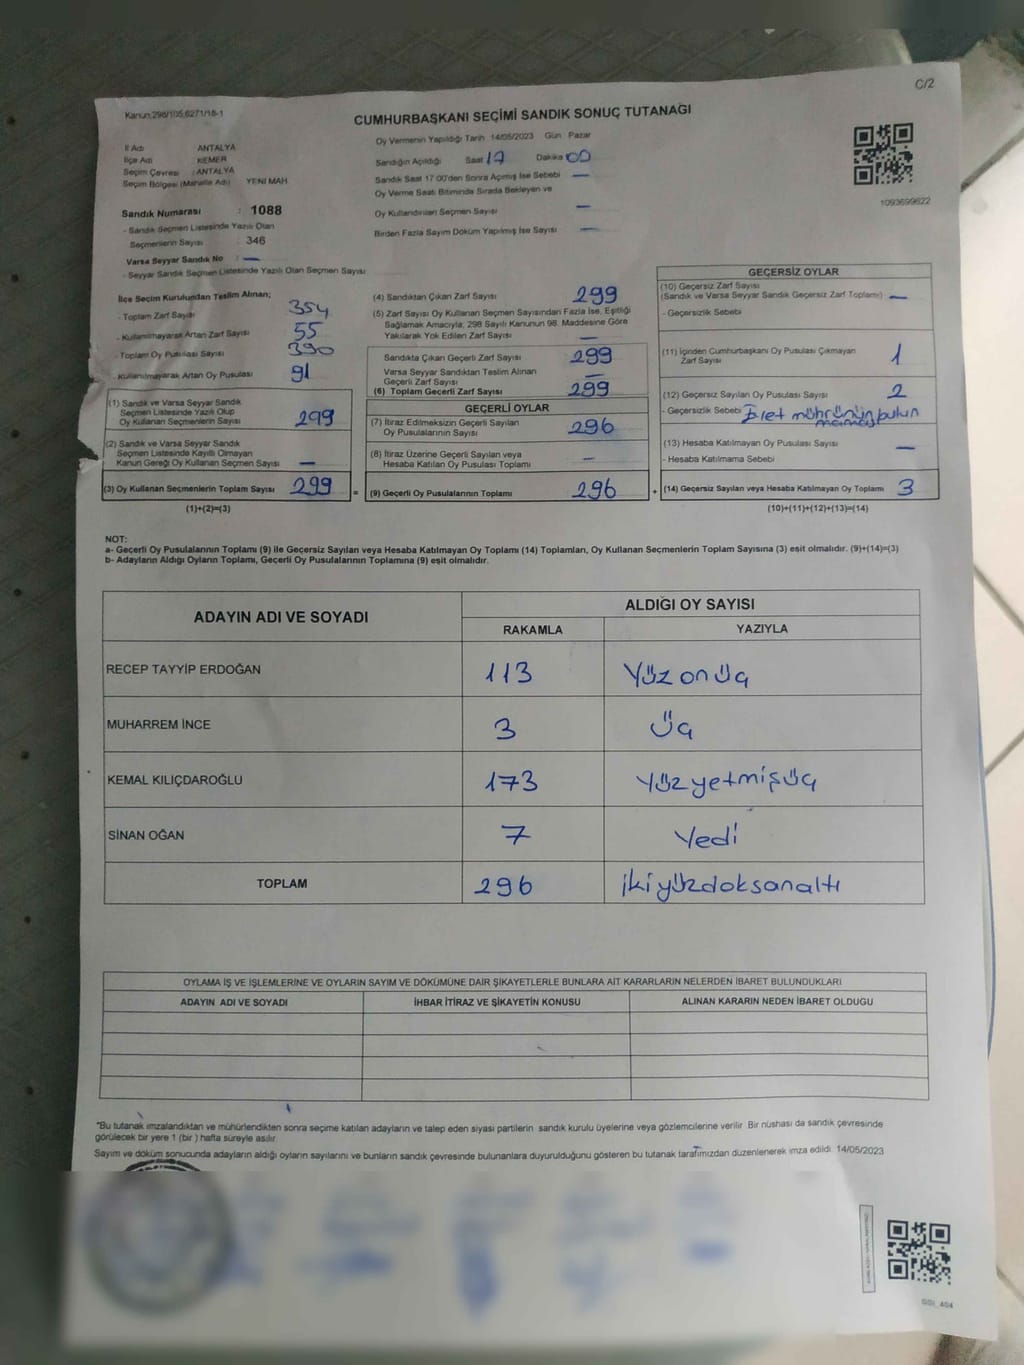 C/2
Kanun:298/105,6271/18-1
CUMHURBAŞKANI SEÇİMİ SANDIK SONUÇ TUTANAĞI
Oy Vermenin Yapıldığı Tarih 14/05/2023 Gün Pazar
İl Adı ANTALYA
İlçe Adı KEMER
Seçim Çevresi : ANTALYA
Seçim Bölgesi (Mahalle Adı) YENİ MAH
Sandığın Açıldığı Saat 17 Dakika 00
Sandık Saat 17:00'den Sonra Açılmış İse Sebebi —
Oy Verme Saati Bitiminde Sırada Bekleyen ve
Oy Kullandırılan Seçmen Sayısı —
Birden Fazla Sayım Döküm Yapılmış İse Sayısı —
1093699622
Sandık Numarası : 1088
- Sandık Seçmen Listesinde Yazılı Olan
Seçmenlerin Sayısı : 346
Varsa Seyyar Sandık No : —
- Seyyar Sandık Seçmen Listesinde Yazılı Olan Seçmen Sayısı
İlçe Seçim Kurulundan Teslim Alınan;
- Toplam Zarf Sayısı 354
- Kullanılmayarak Artan Zarf Sayısı 55
- Toplam Oy Pusulası Sayısı 390
- Kullanılmayarak Artan Oy Pusulası 91
(1) Sandık ve Varsa Seyyar Sandık
Seçmen Listesinde Yazılı Olup
Oy Kullanan Seçmenlerin Sayısı 299
(2) Sandık ve Varsa Seyyar Sandık
Seçmen Listesinde Kayıtlı Olmayan
Kanun Gereği Oy Kullanan Seçmen Sayısı —
(3) Oy Kullanan Seçmenlerin Toplam Sayısı 299
(1)+(2)=(3)
(4) Sandıktan Çıkan Zarf Sayısı 299
(5) Zarf Sayısı Oy Kullanan Seçmen Sayısından Fazla İse, Eşitliği
Sağlamak Amacıyla, 298 Sayılı Kanunun 98. Maddesine Göre
Yakılarak Yok Edilen Zarf Sayısı —
Sandıkta Çıkan Geçerli Zarf Sayısı 299
Varsa Seyyar Sandıktan Teslim Alınan
Geçerli Zarf Sayısı —
(6) Toplam Geçerli Zarf Sayısı 299
GEÇERLİ OYLAR
(7) İtiraz Edilmeksizin Geçerli Sayılan
Oy Pusulalarının Sayısı 296
(8) İtiraz Üzerine Geçerli Sayılan veya
Hesaba Katılan Oy Pusulası Toplamı —
= (9) Geçerli Oy Pusulalarının Toplamı 296
GEÇERSİZ OYLAR
(10) Geçersiz Zarf Sayısı
(Sandık ve Varsa Seyyar Sandık Geçersiz Zarf Toplamı) —
- Geçersizlik Sebebi
(11) İçinden Cumhurbaşkanı Oy Pusulası Çıkmayan
Zarf Sayısı 1
(12) Geçersiz Sayılan Oy Pusulası Sayısı 2
- Geçersizlik Sebebi mührünün bulun
maması
(13) Hesaba Katılmayan Oy Pusulası Sayısı —
- Hesaba Katılmama Sebebi
+ (14) Geçersiz Sayılan veya Hesaba Katılmayan Oy Toplamı 3
(10)+(11)+(12)+(13)=(14)
NOT:
a- Geçerli Oy Pusulalarının Toplamı (9) ile Geçersiz Sayılan veya Hesaba Katılmayan Oy Toplamı (14) Toplamları, Oy Kullanan Seçmenlerin Toplam Sayısına (3) eşit olmalıdır. (9)+(14)=(3)
b- Adayların Aldığı Oyların Toplamı, Geçerli Oy Pusulalarının Toplamına (9) eşit olmalıdır.
ADAYIN ADI VE SOYADI ALDIĞI OY SAYISI
RAKAMLA YAZIYLA
RECEP TAYYİP ERDOĞAN 113 Yüz onüç
MUHARREM İNCE 3 Üç
KEMAL KILIÇDAROĞLU 173 Yüzyetmişüç
SİNAN OĞAN 7 Yedi
TOPLAM 296 ikiyüzdoksanaltı
OYLAMA İŞ VE İŞLEMLERİNE VE OYLARIN SAYIM VE DÖKÜMÜNE DAİR ŞİKAYETLERLE BUNLARA AİT KARARLARIN NELERDEN İBARET BULUNDUKLARI
ADAYIN ADI VE SOYADI İHBAR İTİRAZ VE ŞİKAYETİN KONUSU ALINAN KARARIN NEDEN İBARET OLDUĞU
*Bu tutanak imzalandıktan ve mühürlendikten sonra seçime katılan adayların ve talep eden siyasi partilerin sandık kurulu üyelerine veya gözlemcilerine verilir. Bir nüshası da sandık çevresinde
görülecek bir yere 1 (bir) hafta süreyle asılır.
Sayım ve döküm sonucunda adayların aldığı oyların sayılarını ve bunların sandık çevresinde bulunanlara duyurulduğunu gösteren bu tutanak tarafımızdan düzenlenerek imza edildi. 14/05/2023